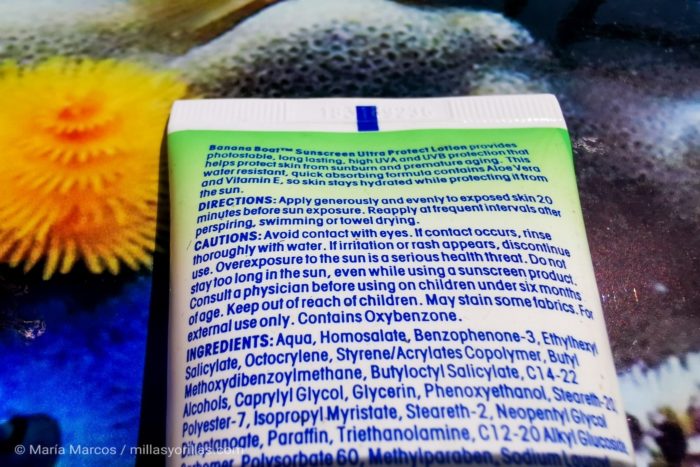 Banana Boat™ Sunscreen Ultra Protect Lotion provides
photostable, long lasting, high UVA and UVB protection that
helps protect skin from sunburn and premature aging. This
water resistant, quick absorbing formula contains Aloe Vera
and Vitamin E, so skin stays hydrated while protecting it from
the sun.
DIRECTIONS: Apply generously and evenly to exposed skin 20
minutes before sun exposure. Reapply at frequent intervals after
perspiring, swimming or towel drying.
CAUTIONS: Avoid contact with eyes. If contact occurs, rinse
thoroughly with water. If irritation or rash appears, discontinue
use. Overexposure to the sun is a serious health threat. Do not
stay too long in the sun, even while using a sunscreen product.
Consult a physician before using on children under six months
of age. Keep out of reach of children. May stain some fabrics. For
external use only. Contains Oxybenzone.
INGREDIENTS: Aqua, Homosalate, Benzophenone-3, Ethylhexyl
Salicylate, Octocrylene, Styrene/Acrylates Copolymer, Butyl
Methoxydibenzoylmethane, Butyloctyl Salicylate, C14-22
Alcohols, Caprylyl Glycol, Glycerin, Phenoxyethanol, Steareth-20,
Polyester-7, Isopropyl Myristate, Steareth-2, Neopentyl Glycol
Paraffin, Triethanolamine, C12-20 Alkyl Glucoside,
Polysorbate 60, Methylparaben, Sodium
© María Marcos / millasyorillas.com